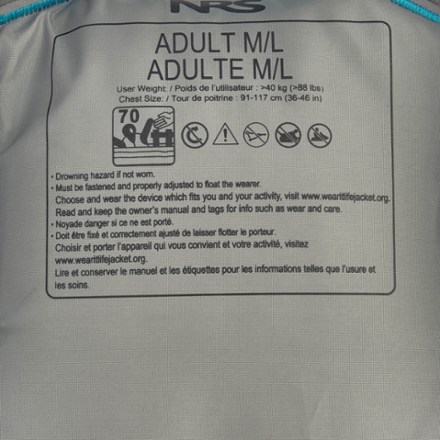 NRS
ADULT M/L
ADULTE M/L
User Weight: / Poids de l'utilisateur : >40 kg (>88 lbs)
Chest Size: / Tour de poitrine : 91-117 cm (36-46 in)
70
• Drowning hazard if not worn.
• Must be fastened and properly adjusted to float the wearer.
Choose and wear the device which fits you and your activity, visit www.wearitlifejacket.org.
Read and keep the owner's manual and tags for info such as wear and care.
• Noyade danger si ce ne est porté.
• Doit être fixé et correctement ajusté de laisser flotter le porteur.
Choisir et porter l'appareil qui vous convient et votre activité, visitez
www.wearitlifejacket.org.
Lire et conserver le manuel et les étiquettes pour les informations telles que l'usure et
les soins.